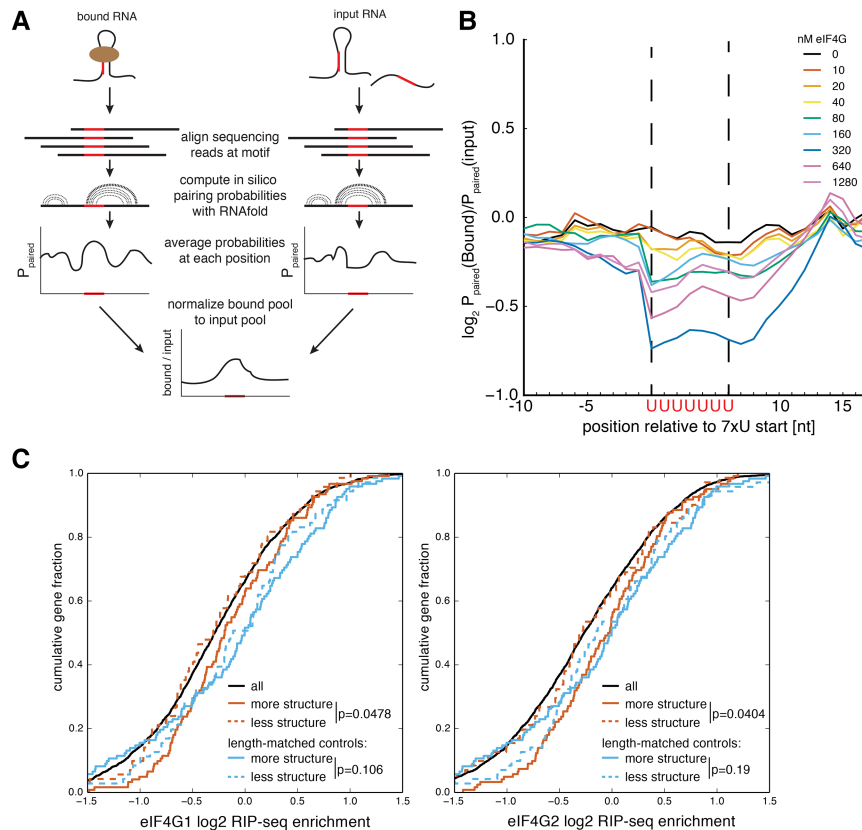 A
bound RNA
input RNA
align sequencing
reads at motif
compute in silico
pairing probabilities
with RNAfold
average probabilities
at each position
P paired
P paired
normalize bound pool
to input pool
bound / input
B
nM eIF4G
0
10
20
40
80
160
320
640
1280
log2 Ppaired(Bound)/Ppaired(input)
1.0
0.5
0.0
-0.5
-1.0
-10
-5
UUUUUUU
10
15
position relative to 7xU start [nt]
C
cumulative gene fraction
1.0
0.8
0.6
0.4
0.2
0.0
-1.5
-1.0
-0.5
0.0
0.5
1.0
1.5
all
more structure
less structure
p=0.0478
length-matched controls:
more structure
less structure
p=0.106
eIF4G1 log2 RIP-seq enrichment
cumulative gene fraction
1.0
0.8
0.6
0.4
0.2
0.0
-1.5
-1.0
-0.5
0.0
0.5
1.0
1.5
all
more structure
less structure
p=0.0404
length-matched controls:
more structure
less structure
p=0.19
eIF4G2 log2 RIP-seq enrichment